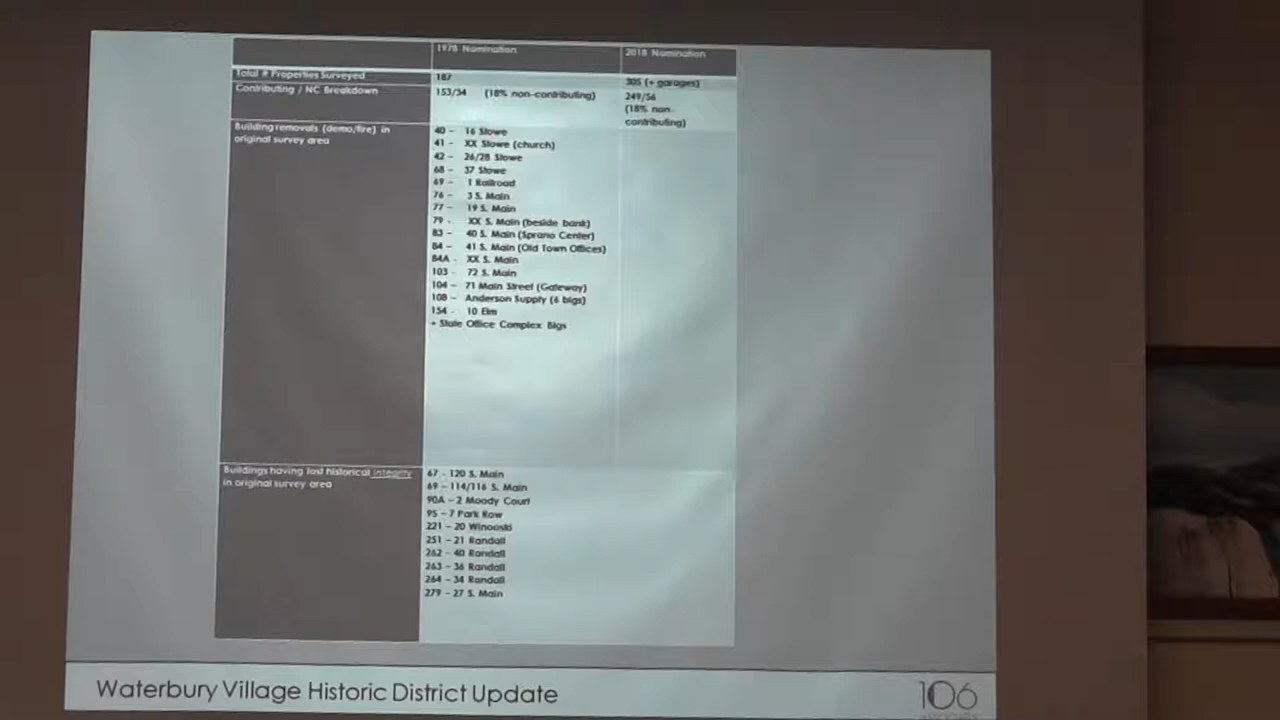 1978 Nomination
2018 Nomination
Total # Properties Surveyed
187
305 (+ garages)
Contributing / NC Breakdown
153/34 (18% non-contributing)
249/56
(18% non-
contributing)
Building removals (demo/fire) in
original survey area
40 - 16 Stowe
41 - XX Stowe (church)
42 - 26/28 Stowe
68 - 37 Stowe
69 - 1 Railroad
76 - 3 S. Main
77 - 19 S. Main
79 - XX S. Main (beside bank)
83 - 40 S. Main (Sprano Center)
84 - 41 S. Main (Old Town Offices)
84A - XX S. Main
103 - 72 S. Main
104 - 71 Main Street (Gateway)
108 - Anderson Supply (6 blgs)
154 - 10 Elm
+ State Office Complex Blgs
Buildings having lost historical integrity
in original survey area
67 - 120 S. Main
69 - 114/116 S. Main
90A - 2 Moody Court
95 - 7 Park Row
221 - 20 Winooski
251 - 21 Randall
262 - 40 Randall
263 - 36 Randall
264 - 34 Randall
279 - 27 S. Main
Waterbury Village Historic District Update
106